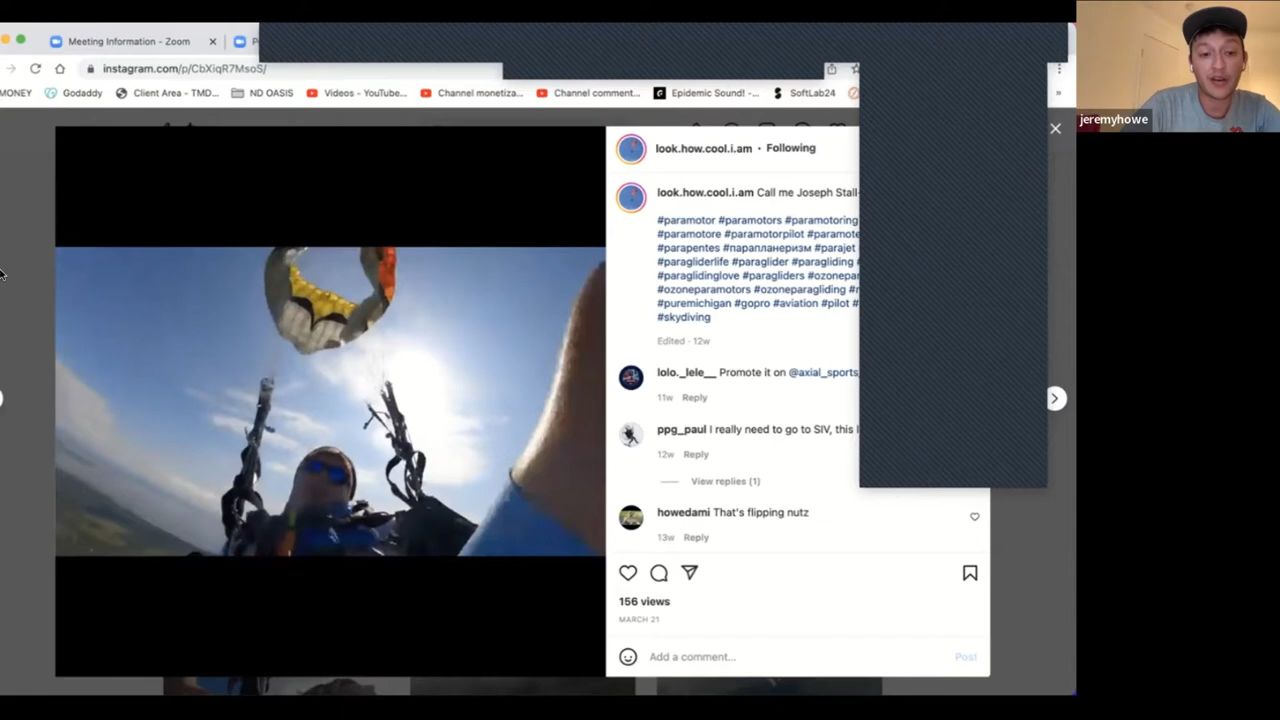 Meeting Information - Zoom
instagram.com/p/CbXiqR7MsoS/
MONEY Godaddy Client Area - TMD... ND OASIS Videos - YouTube... Channel monetiza... Channel comment... Epidemic Sound! -... SoftLab24 »
jeremyhowe
look.how.cool.i.am • Following
look.how.cool.i.am Call me Joseph Stall
#paramotor #paramotors #paramotoring
#paramotore #paramotorpilot #paramote
#parapentes #парапланеризм #parajet
#paragliderlife #paraglider #paragliding
#paraglidinglove #paragliders #ozonepar
#ozoneparamotors #ozoneparagliding
#puremichigan #gopro #aviation #pilot #
#skydiving
Edited · 12w
lolo._lele__ Promote it on @axial_sports
11w Reply
ppg_paul I really need to go to SIV, this
12w Reply
View replies (1)
howedami That's flipping nutz
13w Reply
156 views
MARCH 21
Add a comment... Post